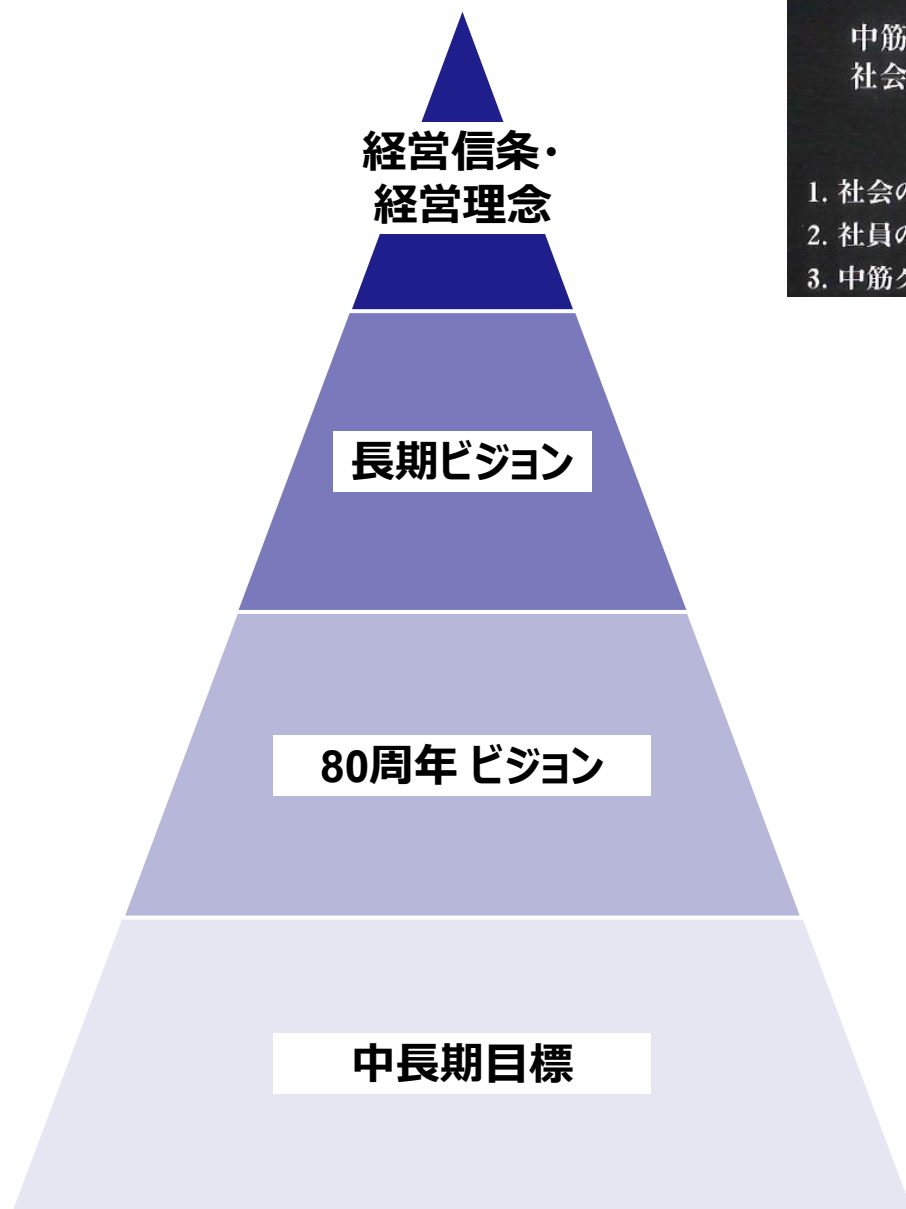 経営信条・
経営理念
長期ビジョン
80周年 ビジョン
中長期目標
中筋
社会
1. 社会の
2. 社員の
3. 中筋グ